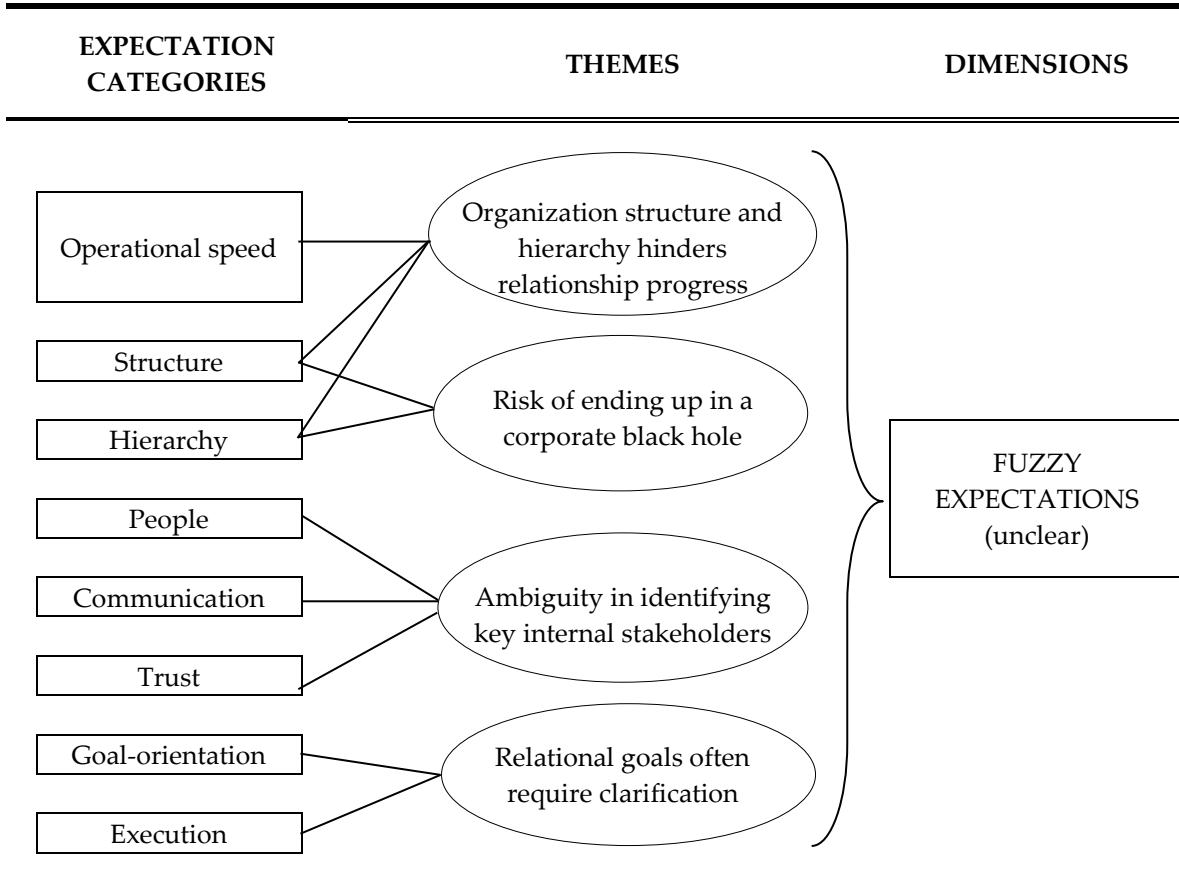 EXPECTATION
CATEGORIES
THEMES
DIMENSIONS
Operational speed
Structure
Hierarchy
People
Communication
Trust
Goal-orientation
Execution
Organization structure and
hierarchy hinders
relationship progress
Risk of ending up in a
corporate black hole
Ambiguity in identifying
key internal stakeholders
Relational goals often
require clarification
FUZZY
EXPECTATIONS
(unclear)